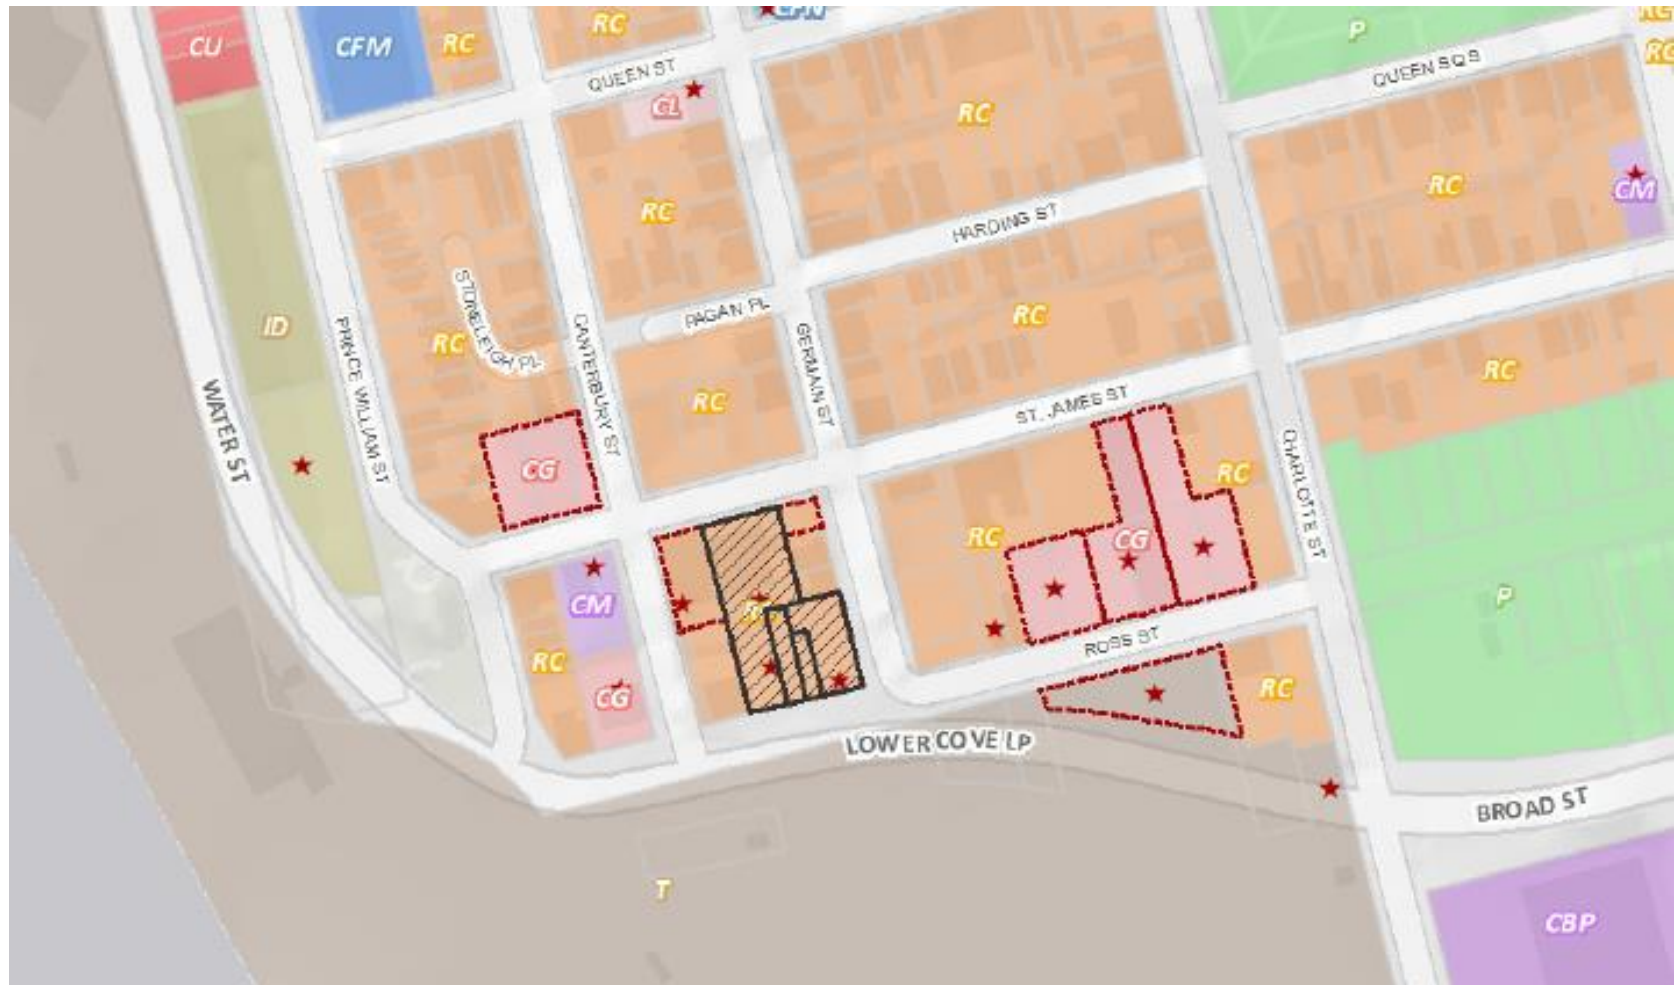 CU
CFM
RC
RC
CFN
P
RC
RC
QUEEN ST
QUEEN SQ S
CL
RC
RC
RC
CM
HARDING ST
STONELEIGH PL
PAGAN PL
RC
ID
RC
PRINCE WILLIAM ST
CANTERBURY ST
GERMAIN ST
RC
RC
WATER ST
ST. JAMES ST
CHARLOTTE ST
CG
RC
RC
CG
CM
P
ROSS ST
RC
CG
RC
LOWER COVE LP
BROAD ST
T
CBP